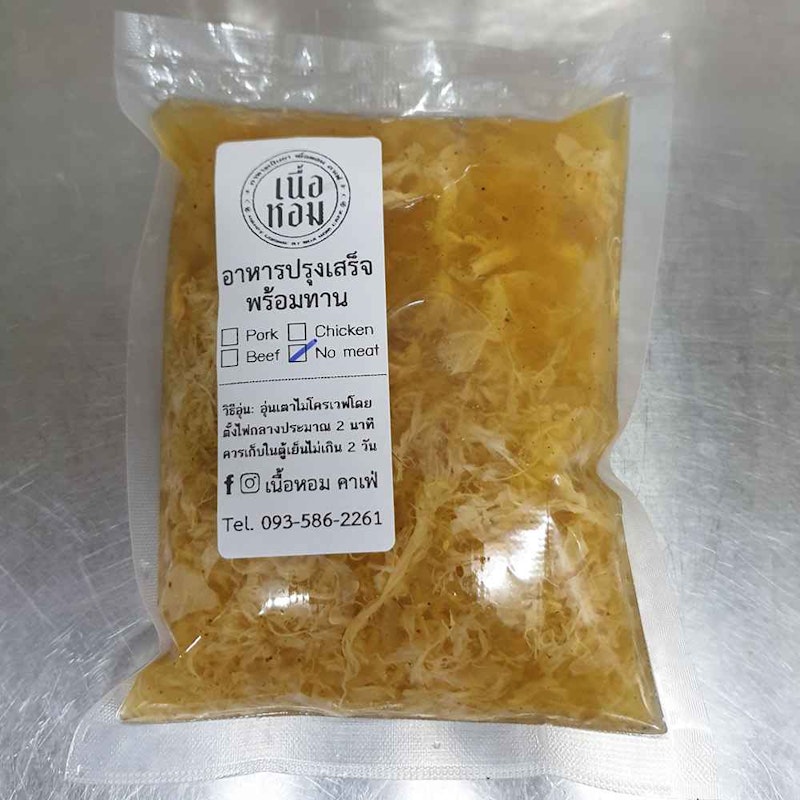 เนื้อ
หอม
อาหารปรุงเสร็จ
พร้อมทาน
Pork Chicken
Beef No meat
วิธีอุ่น: อุ่นเตาไมโครเวฟโดย
ตั้งไฟกลางประมาณ 2 นาที
ควรเก็บในตู้เย็นไม่เกิน 2 วัน
เนื้อหอม คาเฟ่
Tel. 093-586-2261